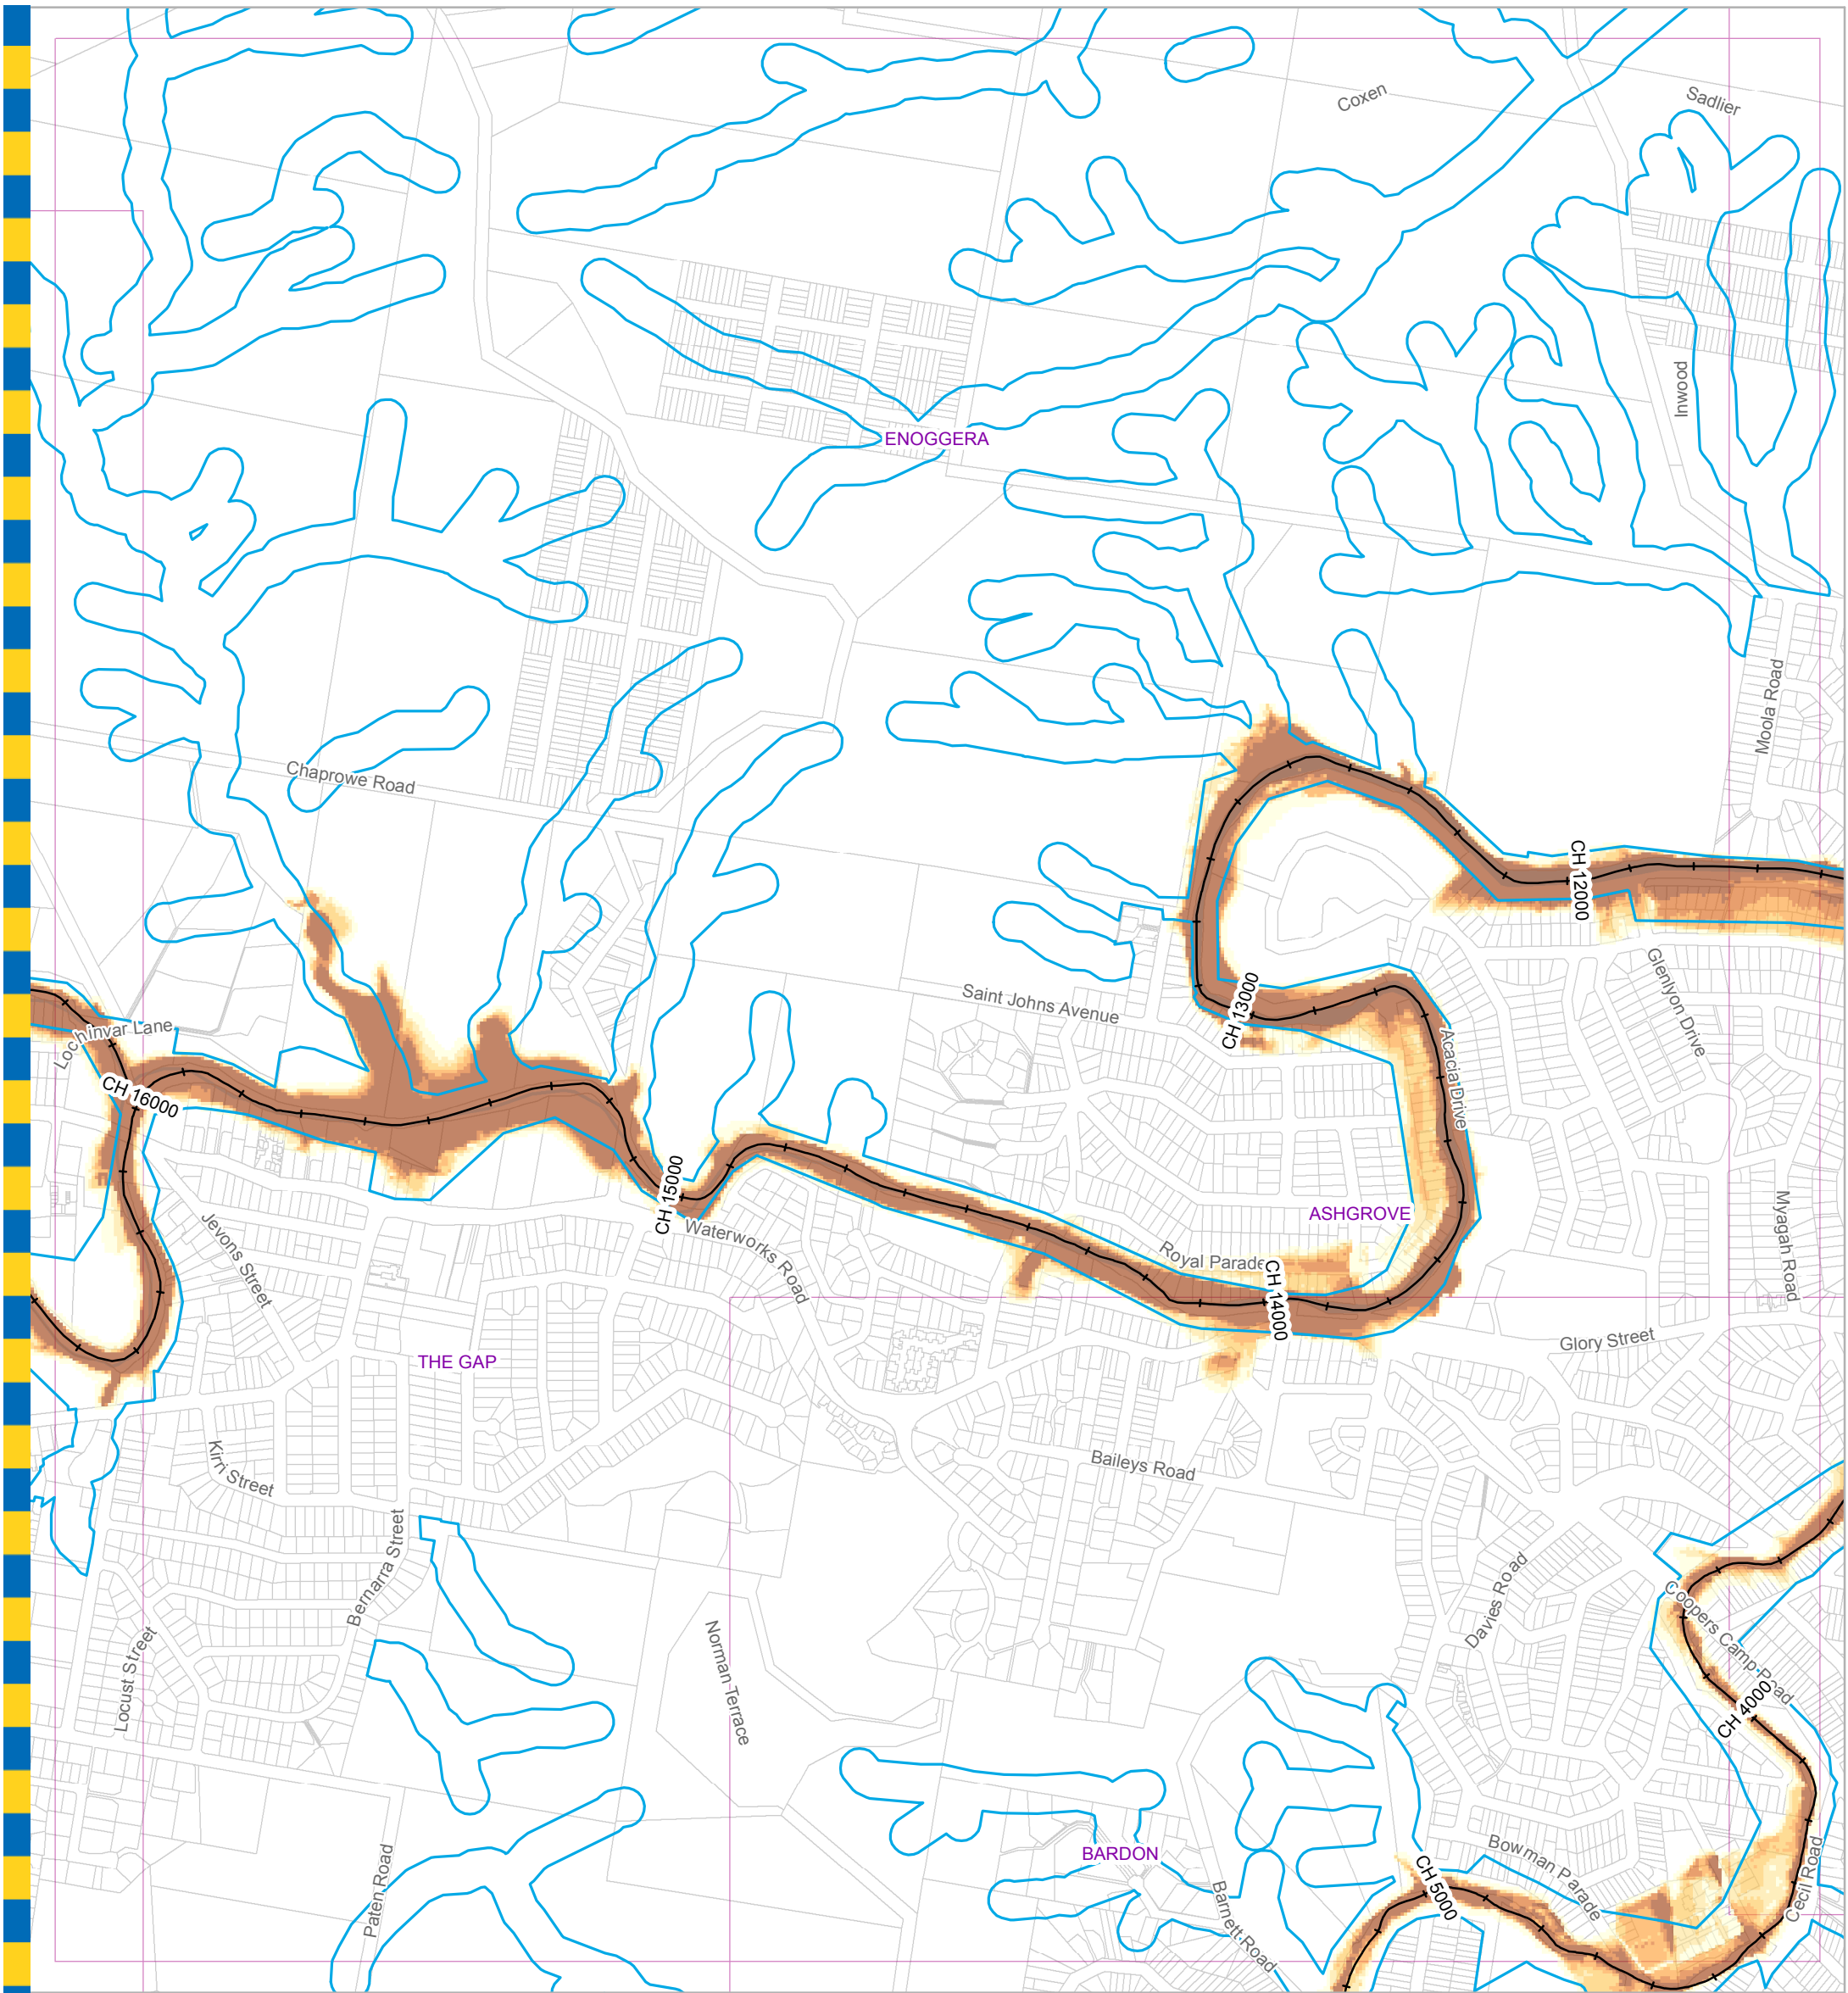 Coxen
Sadlier
Inwood
ENOGGERA
Moola Road
Chaprowe Road
CH 12000
Glenlyon Drive
Saint Johns Avenue
CH 13000
Lochinvar Lane
Acacia Drive
CH 16000
CH 15000
ASHGROVE
Myagah Road
Jevons Street
Waterworks Road
Royal Parade
CH 14000
Glory Street
THE GAP
Kirri Street
Baileys Road
Bernarra Street
Davies Road
Coopers Camp Road
Locust Street
Norman Terrace
CH 4000
BARDON
Bowman Parade
Cecil Road
Paten Road
CH 5000
Barnett Road